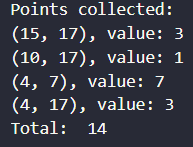 Points collected:
(15, 17), value: 3
(10, 17), value: 1
(4, 7), value: 7
(4, 17), value: 3
Total:  14